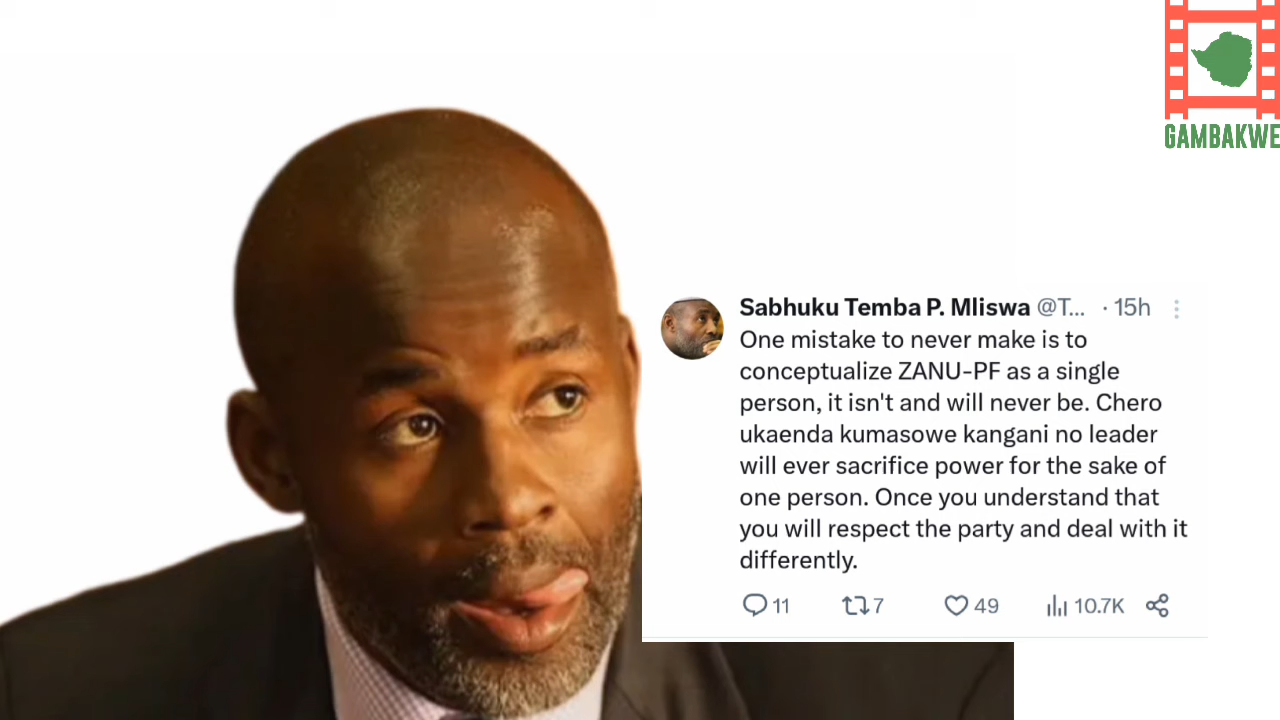 GAMBAKWE
Sabhuku Temba P. Mliswa @T... · 15h
One mistake to never make is to
conceptualize ZANU-PF as a single
person, it isn't and will never be. Chero
ukaenda kumasowe kangani no leader
will ever sacrifice power for the sake of
one person. Once you understand that
you will respect the party and deal with it
differently.
11 7 49 10.7K